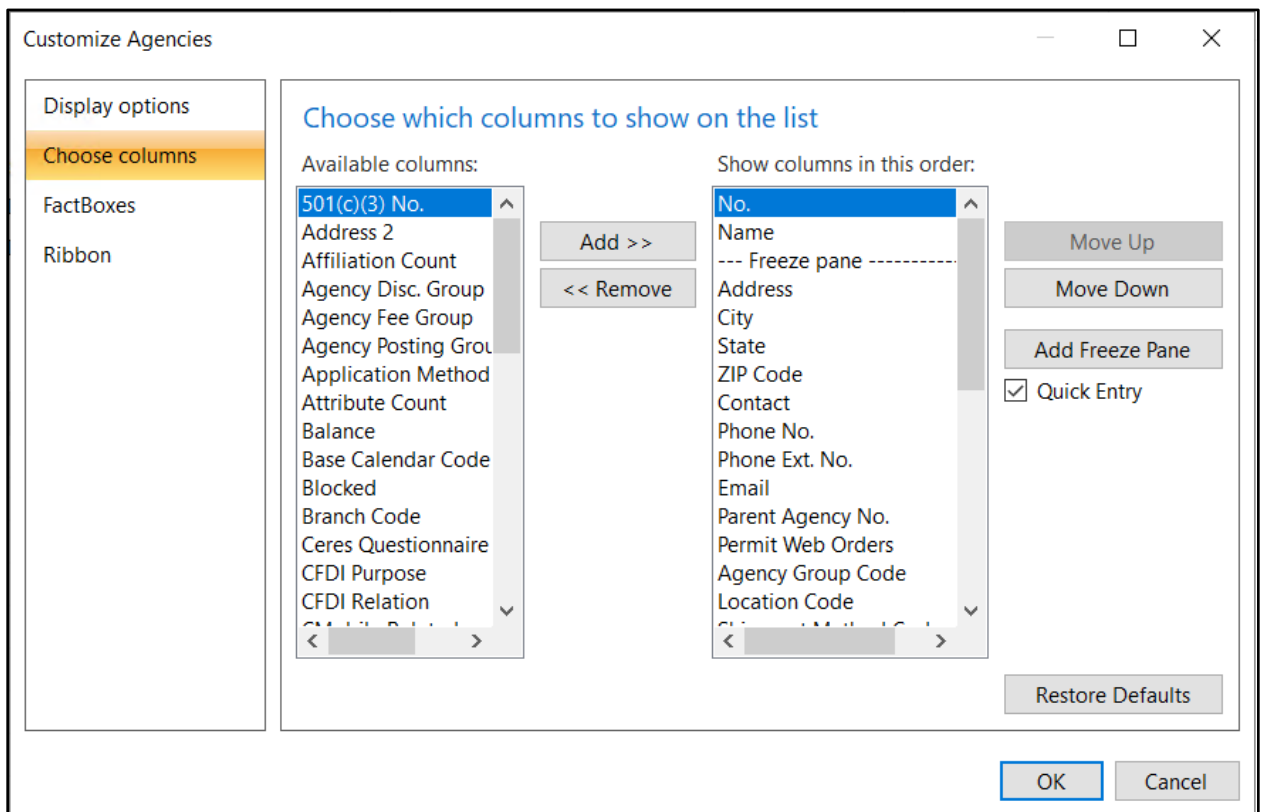 Customize Agencies
Display options
Choose columns
FactBoxes
Ribbon
Choose which columns to show on the list
Available columns:
501(c)(3) No.
Address 2
Affiliation Count
Agency Disc. Group
Agency Fee Group
Agency Posting Grou
Application Method
Attribute Count
Balance
Base Calendar Code
Blocked
Branch Code
Ceres Questionnaire
CFDI Purpose
CFDI Relation
Add >>
<< Remove
Show columns in this order:
No.
Name
--- Freeze pane -----------
Address
City
State
ZIP Code
Contact
Phone No.
Phone Ext. No.
Email
Parent Agency No.
Permit Web Orders
Agency Group Code
Location Code
Move Up
Move Down
Add Freeze Pane
Quick Entry
Restore Defaults
OK
Cancel